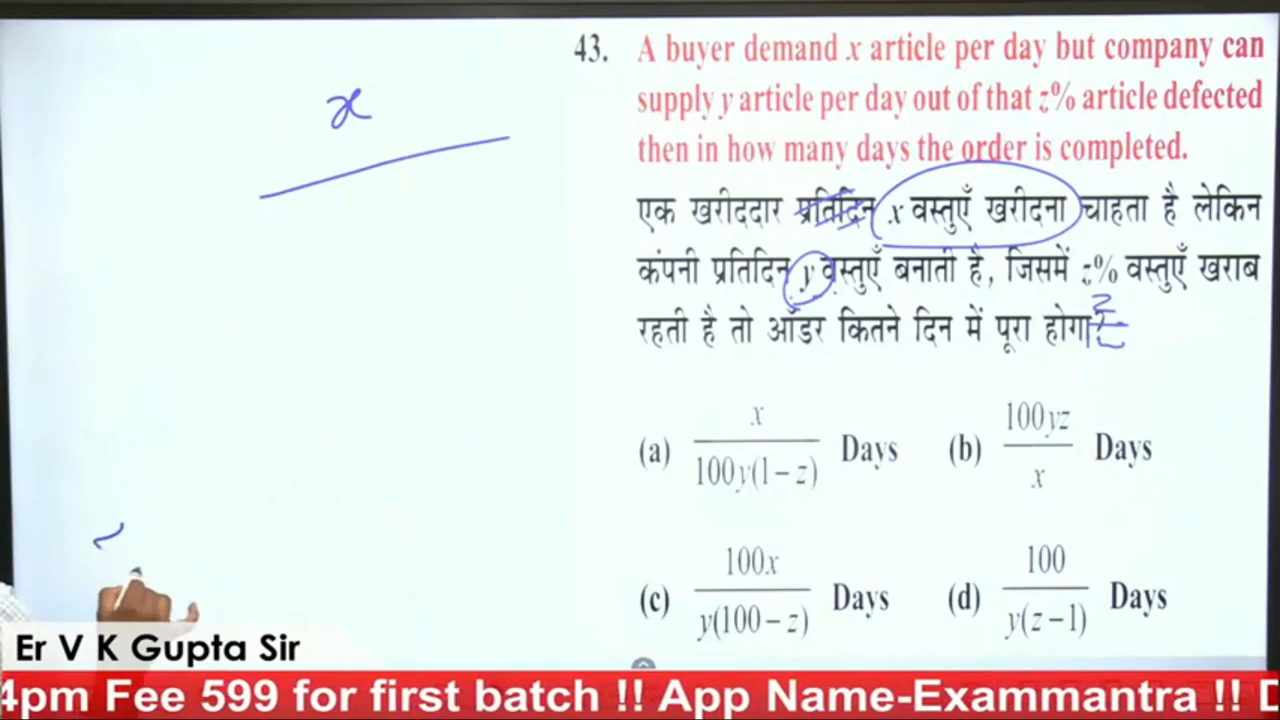 x
43. A buyer demand x article per day but company can
supply y article per day out of that z% article defected
then in how many days the order is completed.
एक खरीददार प्रतिदिन x वस्तुएँ खरीदना चाहता है लेकिन
कंपनी प्रतिदिन y वस्तुएँ बनाती है, जिसमें z% वस्तुएँ खराब
रहती है तो ऑडर कितने दिन में पूरा होगा?
(a) x/100y(1-z) Days (b) 100yz/x Days
(c) 100x/y(100-z) Days (d) 100/y(z-1) Days
Er V K Gupta Sir
4pm Fee 599 for first batch !! App Name-Exammantra !!